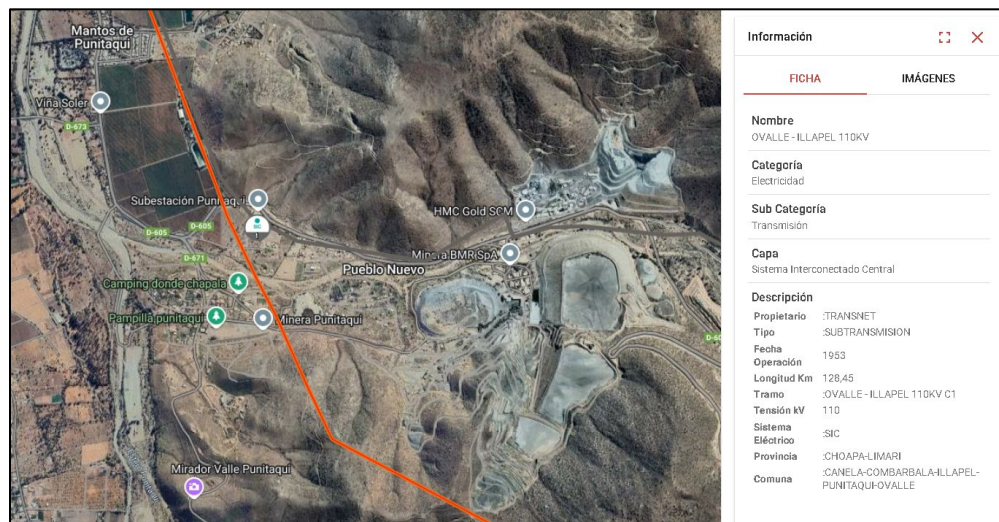 Mantos de
Punitaqui
Viña Soler
D-673
Subestación Punitaqui
SIC
1
D-605
D-605
D-671
HMC Gold SCM
Minera BMR SpA
Pueblo Nuevo
Camping donde chapala
Pampilla punitaqui
Minera Punitaqui
Mirador Valle Punitaqui
Información
FICHA
IMÁGENES
Nombre
OVALLE - ILLAPEL 110KV
Categoría
Electricidad
Sub Categoría
Transmisión
Capa
Sistema Interconectado Central
Descripción
Propietario :TRANSNET
Tipo :SUBTRANSMISION
Fecha
Operación 1953
Longitud Km 128,45
Tramo :OVALLE - ILLAPEL 110KV C1
Tensión kV 110
Sistema
Eléctrico :SIC
Provincia :CHOAPA-LIMARI
Comuna :CANELA-COMBARBALA-ILLAPEL-
PUNITAQUI-OVALLE